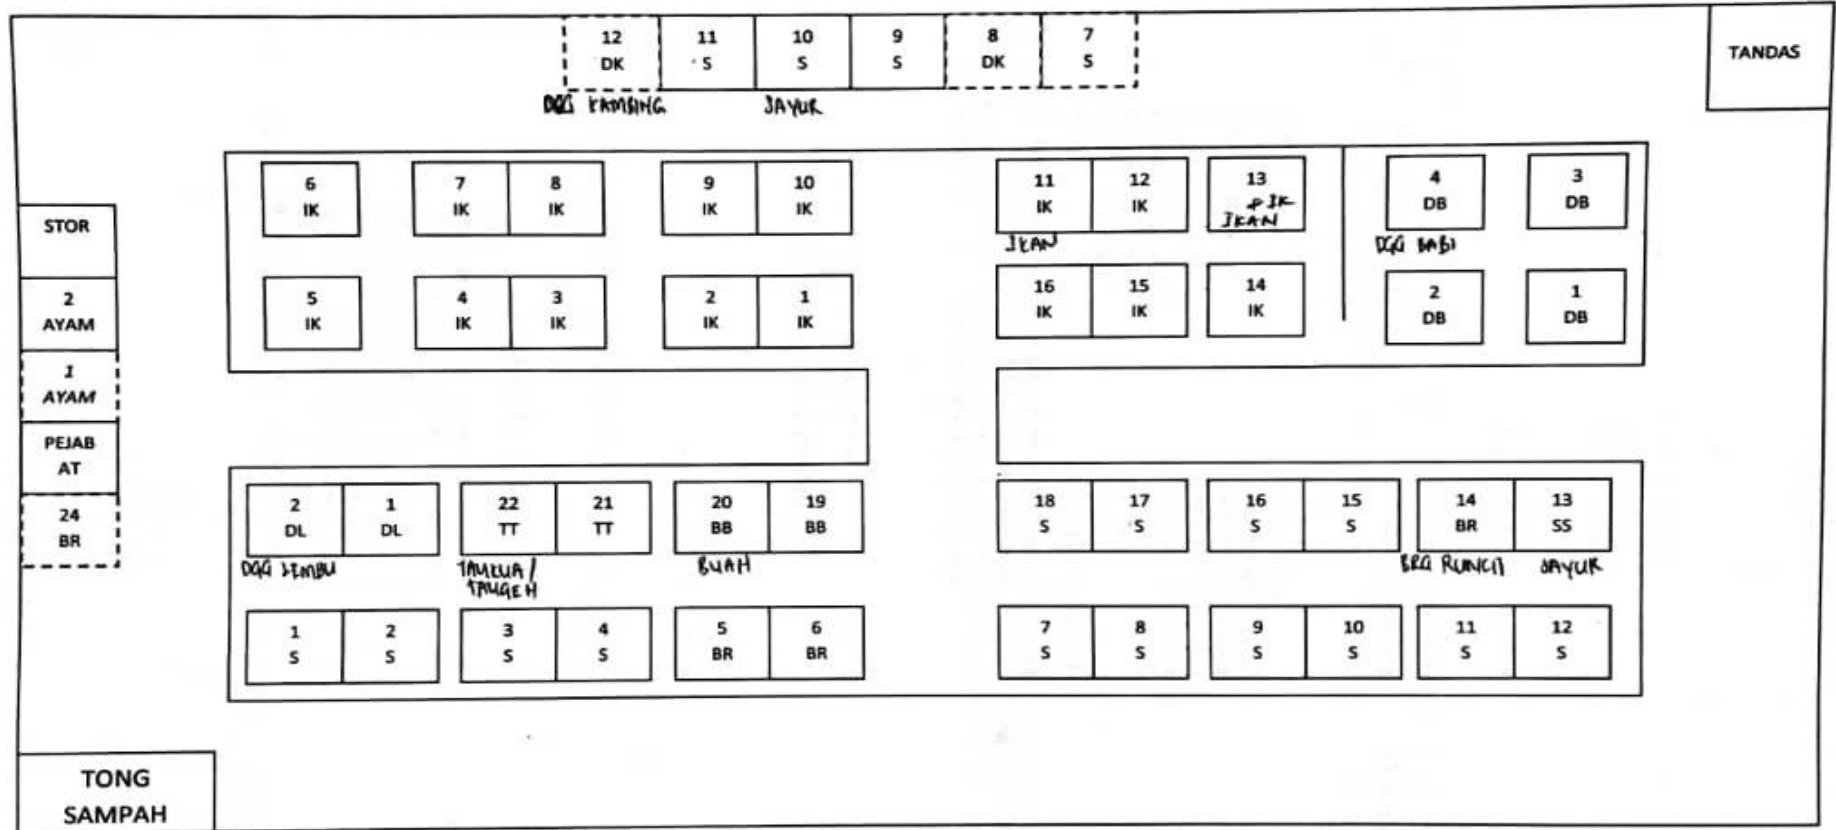 12 11 10 9 8 7
DK S S S DK S
TANDAS
DGG KAMBING SAYUR
6 7 8 9 10 11 12 13 4 3
IK IK IK IK IK IK IK IK DB DB
IKAN IKAN DGG BABI
STOR
5 4 3 2 1 16 15 14 2 1
IK IK IK IK IK IK IK IK DB DB
2
AYAM
1
AYAM
PEJAB
AT
24
BR
2 1 22 21 20 19 18 17 16 15 14 13
DL DL TT TT BB BB S S S S BR SS
DGG LEMBU TAUKUA / BUAH BRG RUNCIT SAYUR
TAUGEH
1 2 3 4 5 6 7 8 9 10 11 12
S S S S BR BR S S S S S S
TONG
SAMPAH